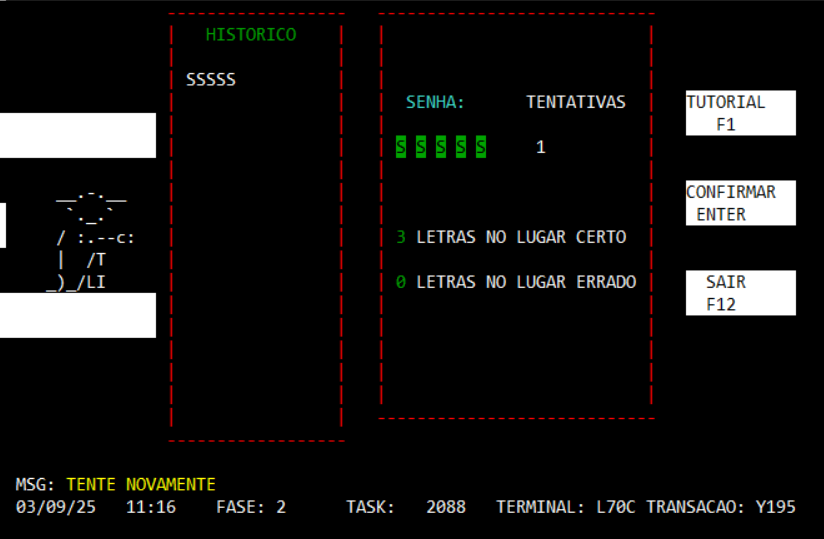 HISTORICO
SSSSS
SENHA: TENTATIVAS
S S S S S 1
3 LETRAS NO LUGAR CERTO
0 LETRAS NO LUGAR ERRADO
TUTORIAL
F1
CONFIRMAR
ENTER
SAIR
F12
__.-.__
`._.`
/ :.--c:
| /T
_)_/LI
MSG: TENTE NOVAMENTE
03/09/25 11:16 FASE: 2 TASK: 2088 TERMINAL: L70C TRANSACAO: Y195